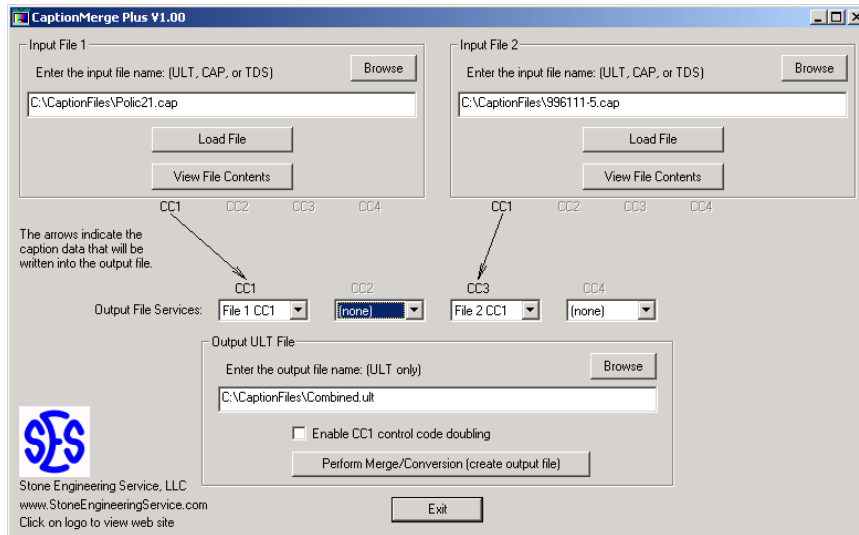 CaptionMerge Plus V1.00
Input File 1
Enter the input file name: (ULT, CAP, or TDS)
Browse
C:\CaptionFiles\Polic21.cap
Load File
View File Contents
Input File 2
Enter the input file name: (ULT, CAP, or TDS)
Browse
C:\CaptionFiles\996111-5.cap
Load File
View File Contents
CC1 CC2 CC3 CC4
CC1 CC2 CC3 CC4
The arrows indicate the
caption data that will be
written into the output file.
CC1 CC2 CC3 CC4
Output File Services: File 1 CC1 (none) File 2 CC1 (none)
Output ULT File
Enter the output file name: (ULT only)
Browse
C:\CaptionFiles\Combined.ult
Enable CC1 control code doubling
Perform Merge/Conversion (create output file)
SES
Stone Engineering Service, LLC
www.StoneEngineeringService.com
Click on logo to view web site
Exit